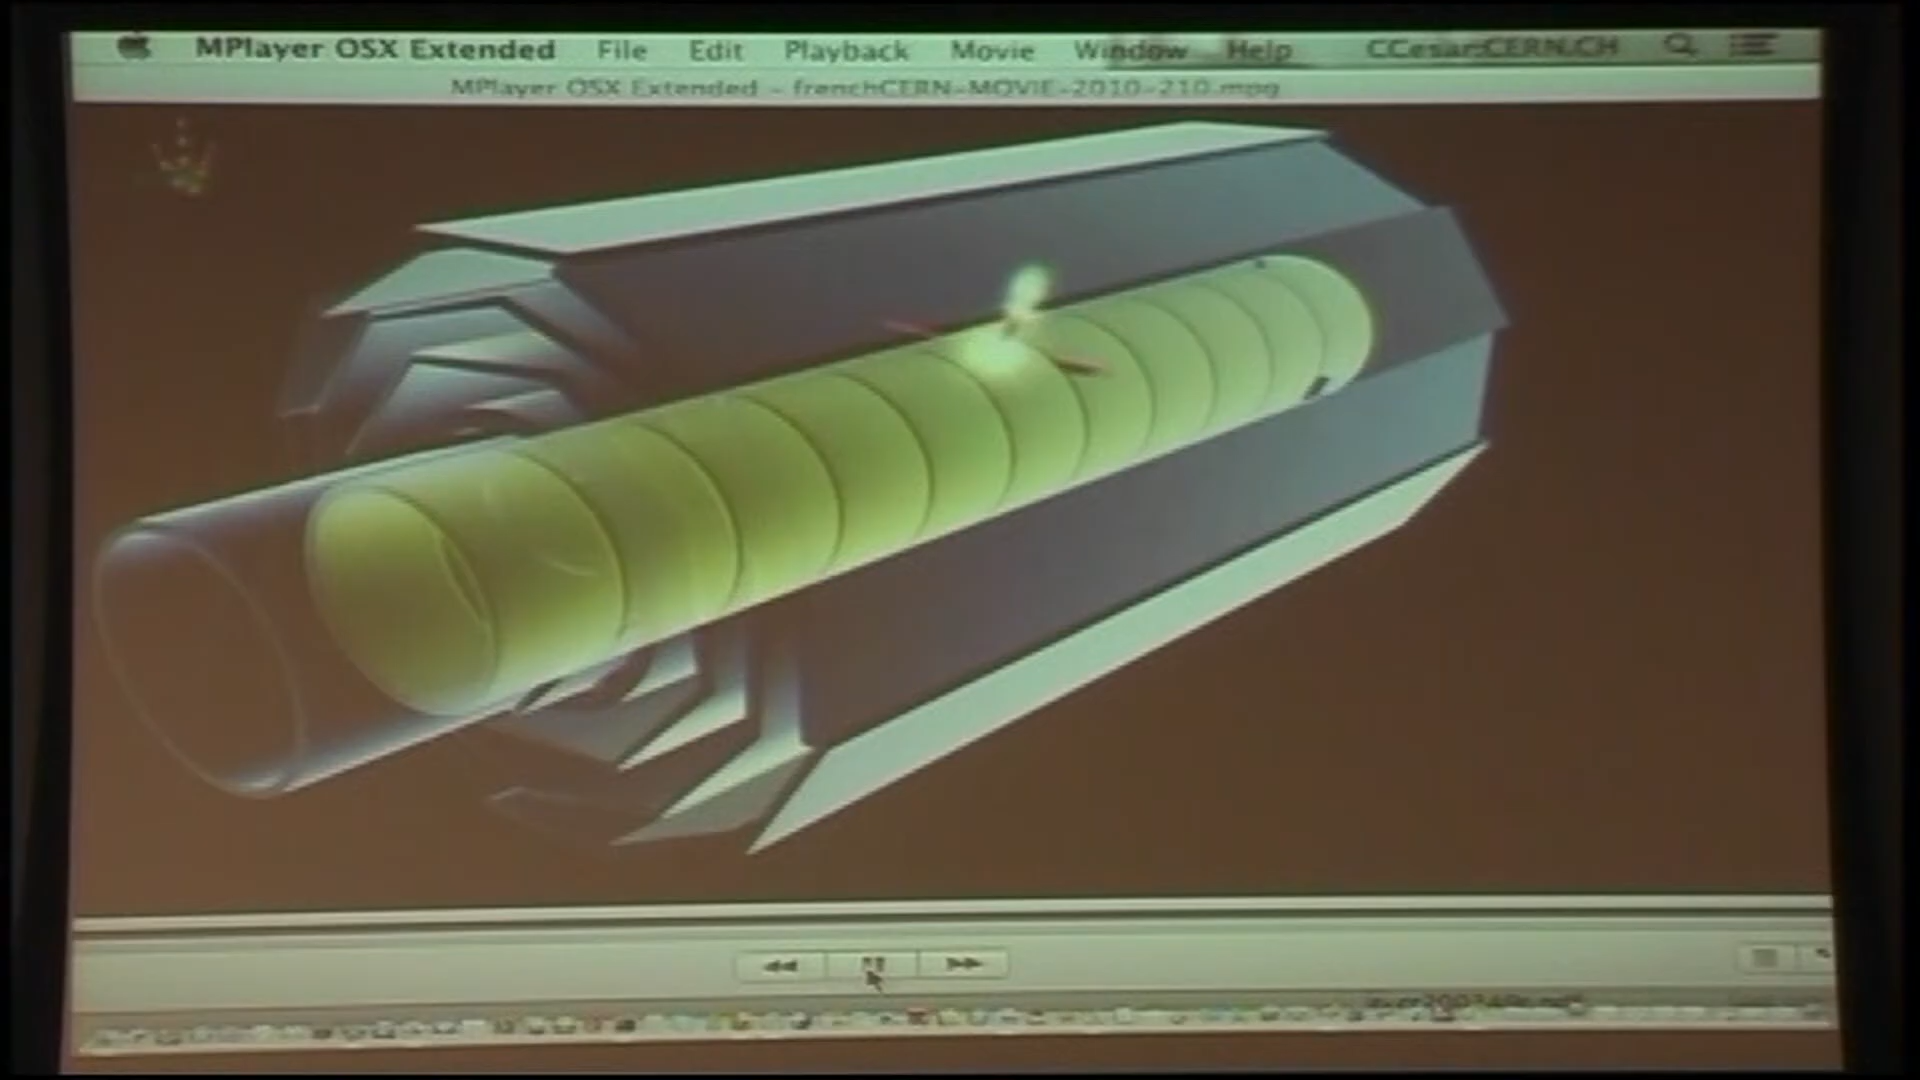 MPlayer OSX Extended File Edit Playback Movie Window Help CCesar:CERN.CH
MPlayer OSX Extended - frenchCERN-MOVIE-2010-210.mpg